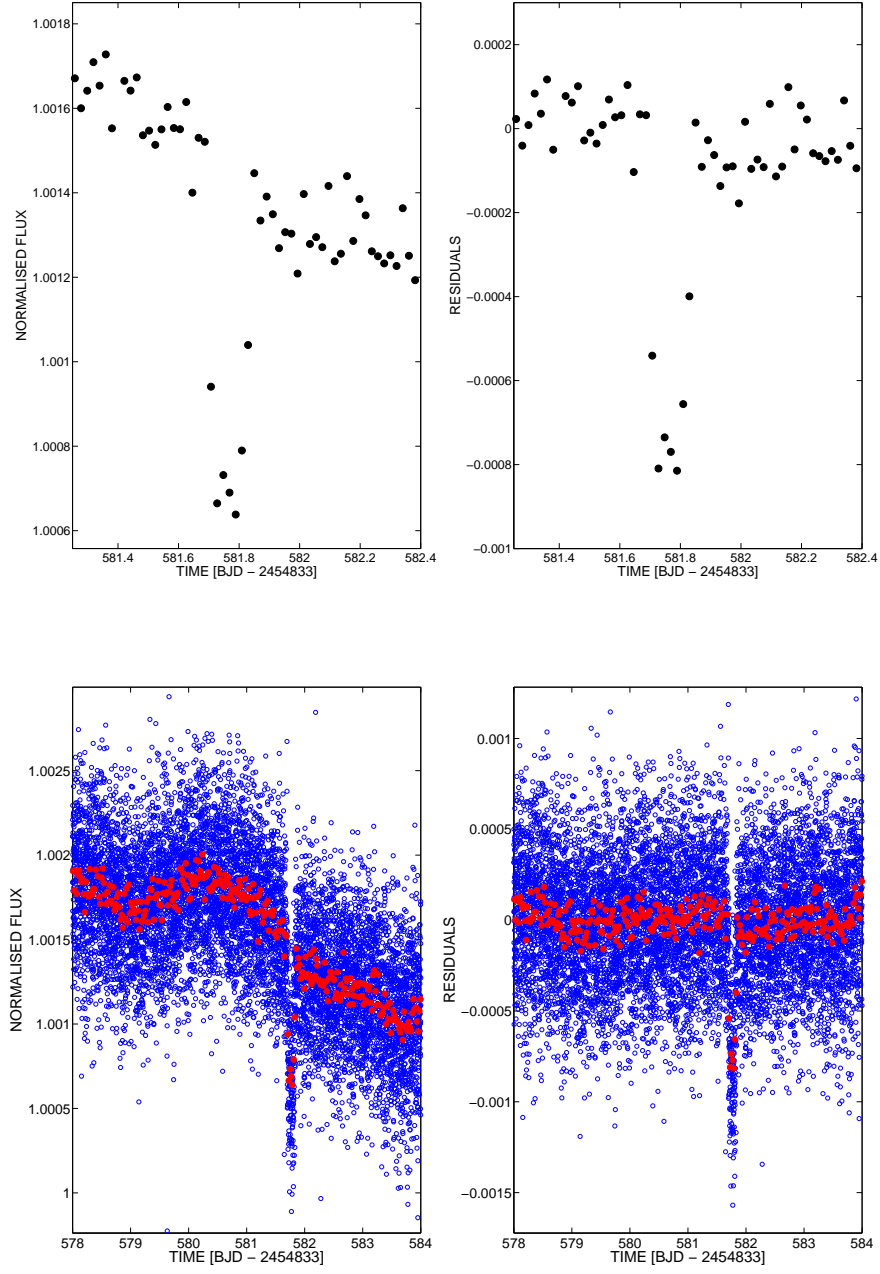 1.0018
1.0016
1.0014
1.0012
1.001
1.0008
1.0006
NORMALISED FLUX
581.4 581.6 581.8 582 582.2 582.4
TIME [BJD − 2454833]
0.0002
0
−0.0002
−0.0004
−0.0006
−0.0008
−0.001
RESIDUALS
581.4 581.6 581.8 582 582.2 582.4
TIME [BJD − 2454833]
1.0025
1.002
1.0015
1.001
1.0005
1
NORMALISED FLUX
578 579 580 581 582 583 584
TIME [BJD − 2454833]
0.001
0.0005
0
−0.0005
−0.001
−0.0015
RESIDUALS
578 579 580 581 582 583 584
TIME [BJD − 2454833]